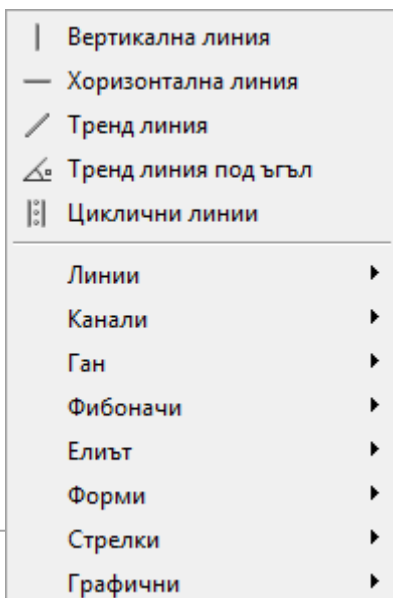 Вертикална линия
Хоризонтална линия
Тренд линия
Тренд линия под ъгъл
Циклични линии
Линии
Канали
Ган
Фибоначи
Елиът
Форми
Стрелки
Графични